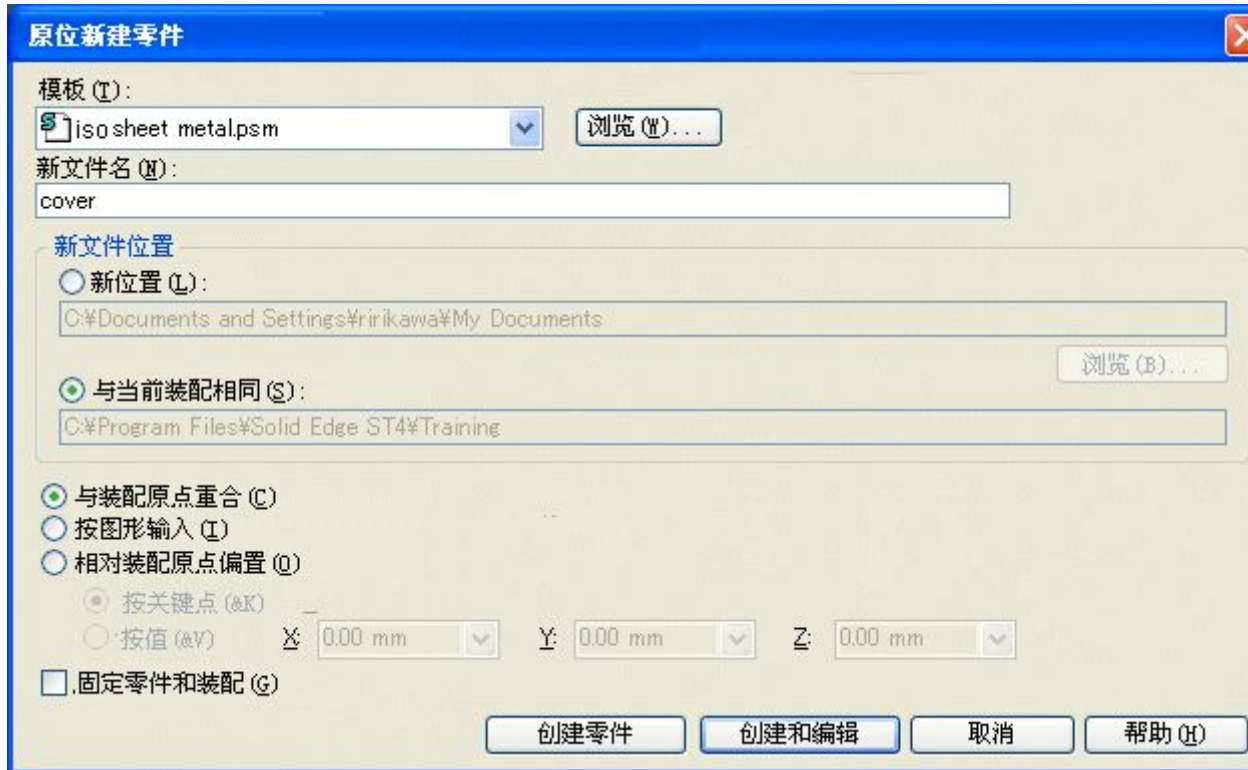 原位新建零件
模板(T):
iso sheet metal.psm
浏览(W)...
新文件名(N):
cover
新文件位置
新位置(L):
C:¥Documents and Settings¥ririkawa¥My Documents
浏览(B)...
与当前装配相同(S):
C:¥Program Files¥Solid Edge ST4¥Training
与装配原点重合(C)
按图形输入(I)
相对装配原点偏置(O)
按关键点(&K)
按值(&V) X: 0.00 mm Y: 0.00 mm Z: 0.00 mm
固定零件和装配(G)
创建零件 创建和编辑 取消 帮助(H)